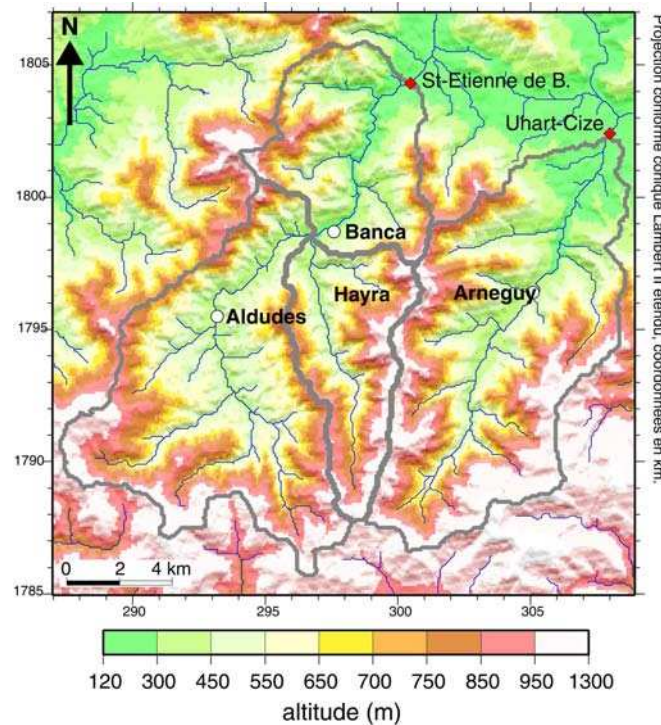 N
1805
1800
1795
1790
1785
St-Etienne de B.
Uhart-Cize
Banca
Hayra
Arneguy
Aldudes
0 2 4 km
290 295 300 305
Projection conforme conique Lambert II étendu, coordonnées en km.
120 300 450 550 650 700 750 850 950 1300
altitude (m)